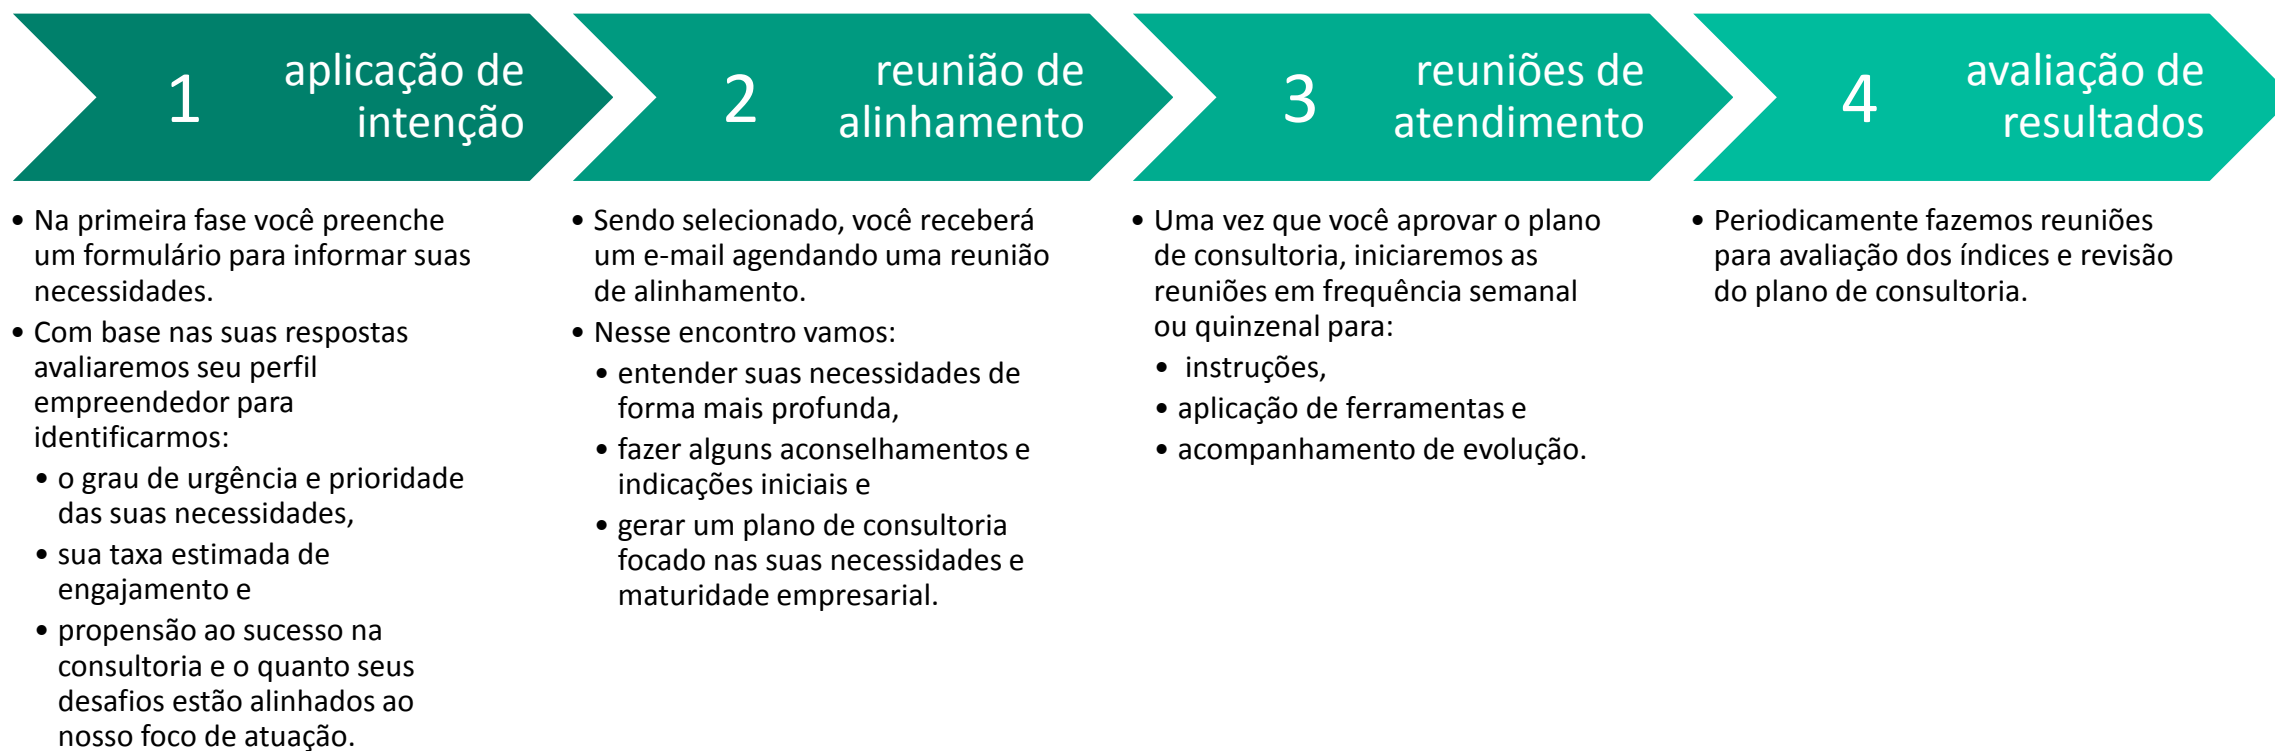 1
aplicação de
intenção
• Na primeira fase você preenche
um formulário para informar suas
necessidades.
• Com base nas suas respostas
avaliaremos seu perfil
empreendedor para
identificarmos:
• o grau de urgência e prioridade
das suas necessidades,
• sua taxa estimada de
engajamento e
• propensão ao sucesso na
consultoria e o quanto seus
desafios estão alinhados ao
nosso foco de atuação.
2
reunião de
alinhamento
• Sendo selecionado, você receberá
um e-mail agendando uma reunião
de alinhamento.
• Nesse encontro vamos:
• entender suas necessidades de
forma mais profunda,
• fazer alguns aconselhamentos e
indicações iniciais e
• gerar um plano de consultoria
focado nas suas necessidades e
maturidade empresarial.
3
reuniões de
atendimento
• Uma vez que você aprovar o plano
de consultoria, iniciaremos as
reuniões em frequência semanal
ou quinzenal para:
• instruções,
• aplicação de ferramentas e
• acompanhamento de evolução.
4
avaliação de
resultados
• Periodicamente fazemos reuniões
para avaliação dos índices e revisão
do plano de consultoria.